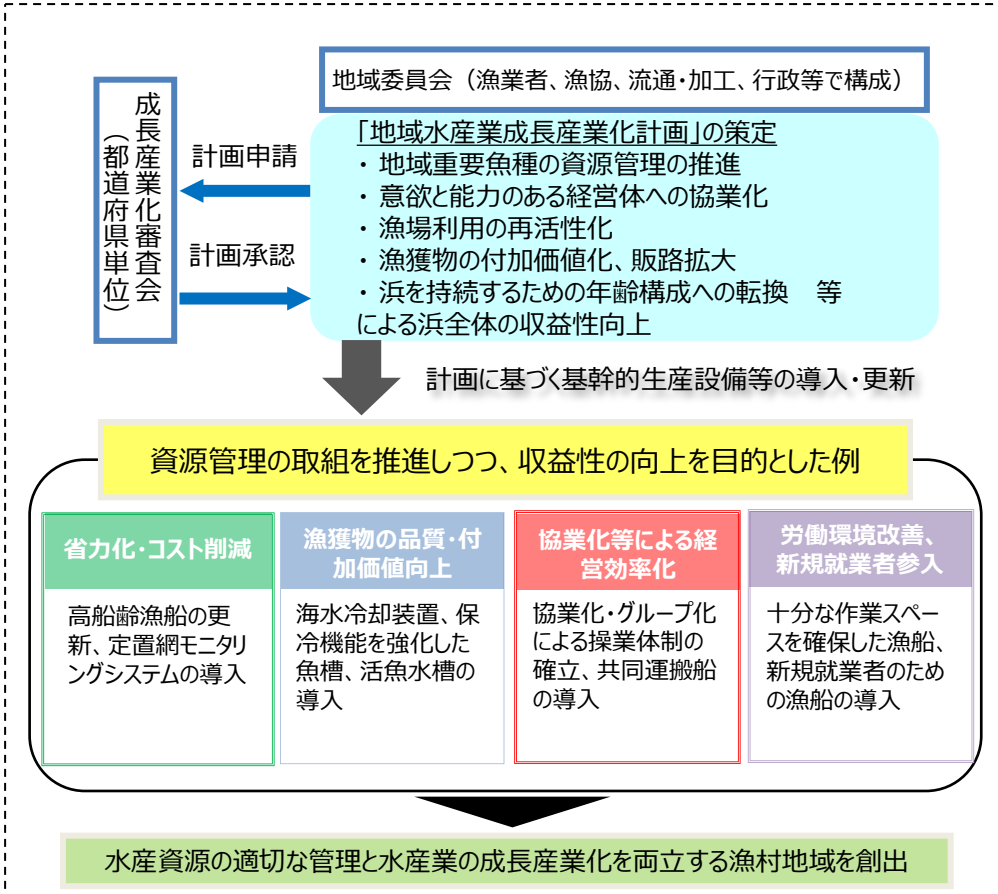 地域委員会（漁業者、漁協、流通・加工、行政等で構成）
成長産業化審査会
（都道府県単位）
計画申請
計画承認
「地域水産業成長産業化計画」の策定
・ 地域重要魚種の資源管理の推進
・ 意欲と能力のある経営体への協業化
・ 漁場利用の再活性化
・ 漁獲物の付加価値化、販路拡大
・ 浜を持続するための年齢構成への転換　等
による浜全体の収益性向上
計画に基づく基幹的生産設備等の導入・更新
資源管理の取組を推進しつつ、収益性の向上を目的とした例
省力化・コスト削減
高船齢漁船の更
新、定置網モニタリ
ングシステムの導入
漁獲物の品質・付
加価値向上
海水冷却装置、保
冷機能を強化した
魚槽、活魚水槽の
導入
協業化等による経
営効率化
協業化・グループ化
による操業体制の
確立、共同運搬船
の導入
労働環境改善、
新規就業者参入
十分な作業スペー
スを確保した漁船、
新規就業者のため
の漁船の導入
水産資源の適切な管理と水産業の成長産業化を両立する漁村地域を創出